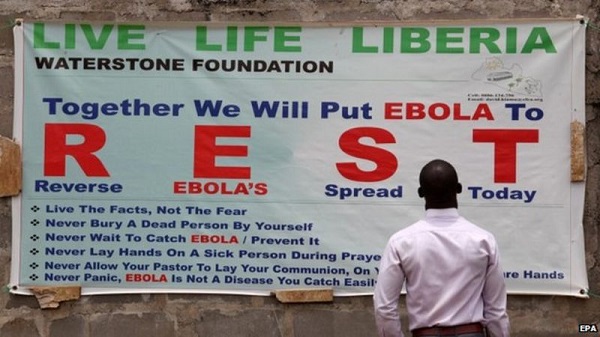 LIVE LIFE LIBERIA
WATERSTONE FOUNDATION
Together We Will Put EBOLA To
R E S T
Reverse EBOLA'S Spread Today
❖ Live The Facts, Not The Fear
❖ Never Bury A Dead Person By Yourself
❖ Never Wait To Catch EBOLA / Prevent It
❖ Never Lay Hands On A Sick Person During
❖ Never Allow Your Pastor To Lay Your Communion, On Hands
❖ Never Panic, EBOLA Is Not A Disease You Catch
EPA